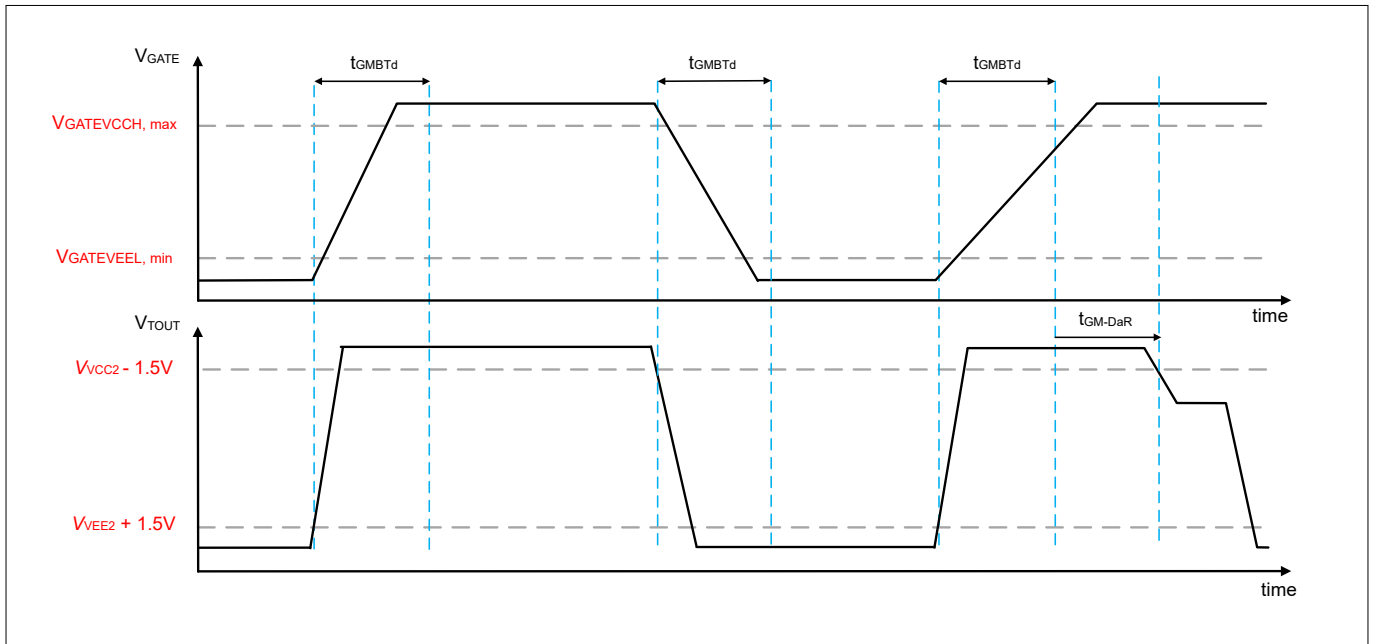 VGATE
tGMBTd
tGMBTd
tGMBTd
VGATEVCCH, max
VGATEVEEL, min
time
VTOUT
tGM-DaR
VVCC2 - 1.5V
VVEE2 + 1.5V
time